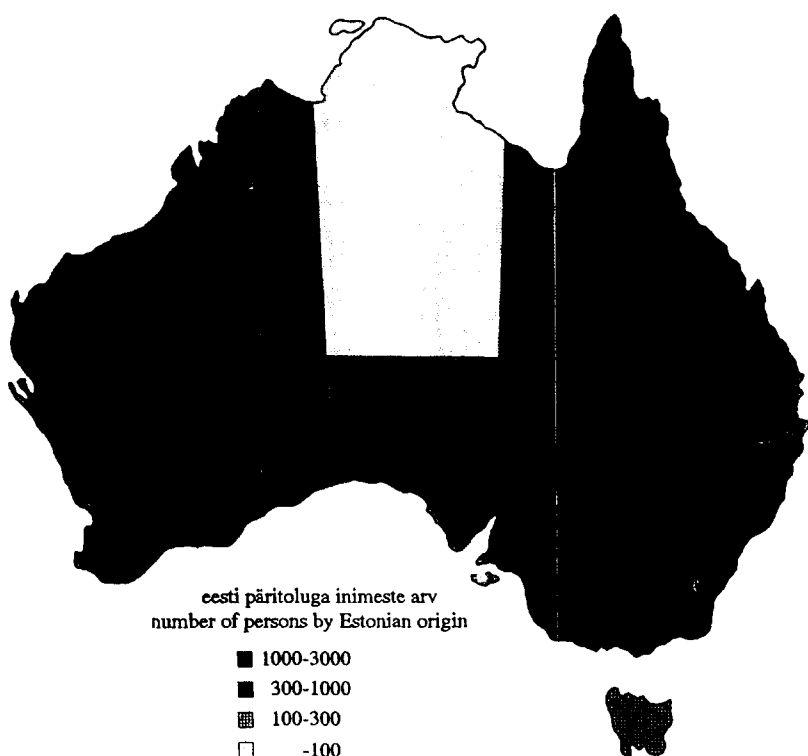 eesti päritoluga inimeste arv
number of persons by Estonian origin
1000-3000
300-1000
100-300
-100